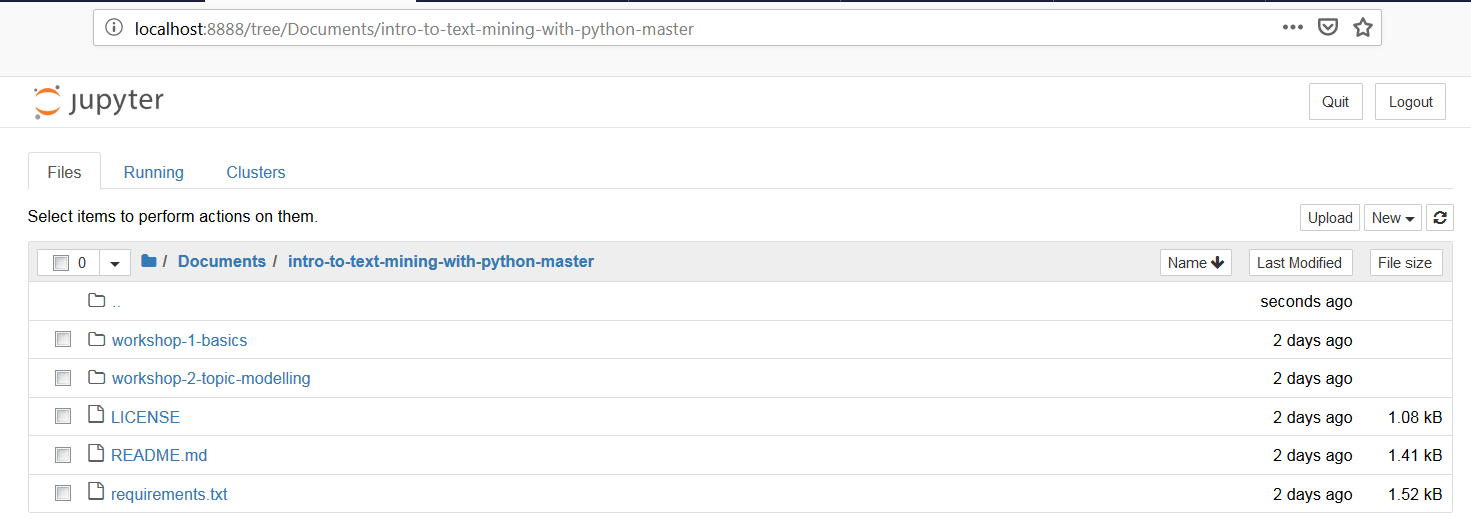 localhost:8888/tree/Documents/intro-to-text-mining-with-python-master
jupyter
Quit Logout
Files Running Clusters
Select items to perform actions on them.
Upload New
0 / Documents / intro-to-text-mining-with-python-master Name Last Modified File size
.. seconds ago
workshop-1-basics 2 days ago
workshop-2-topic-modelling 2 days ago
LICENSE 2 days ago 1.08 kB
README.md 2 days ago 1.41 kB
requirements.txt 2 days ago 1.52 kB